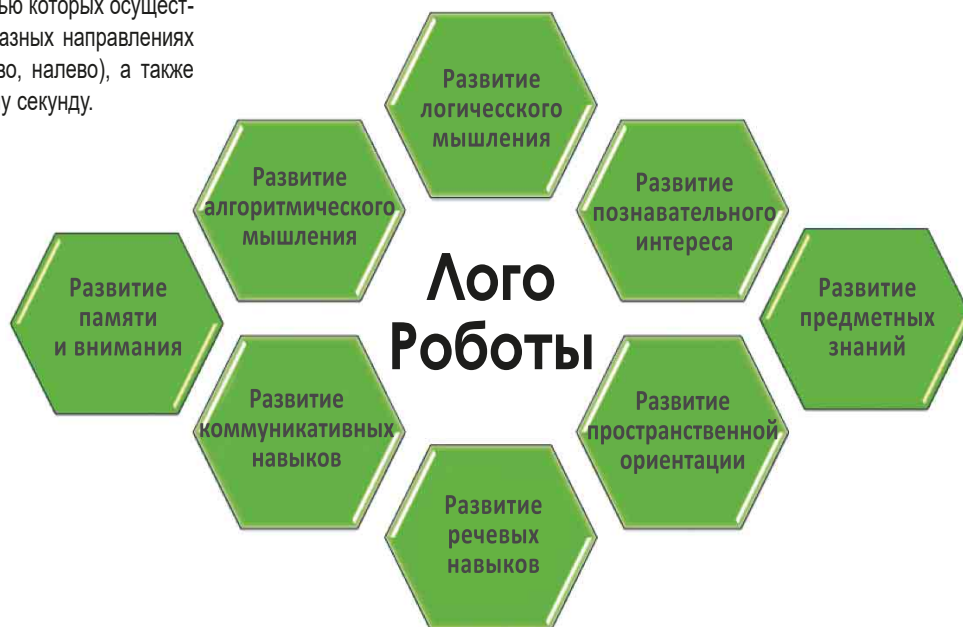 ью которых осущест-
азных направлениях
во, налево), а также
у секунду.
Развитие
логичесского
мышления
Развитие
алгоритмического
мышления
Развитие
познавательного
интереса
Лого
Роботы
Развитие
памяти
и внимания
Развитие
предметных
знаний
Развитие
коммуникативных
навыков
Развитие
пространственной
ориентации
Развитие
речевых
навыков